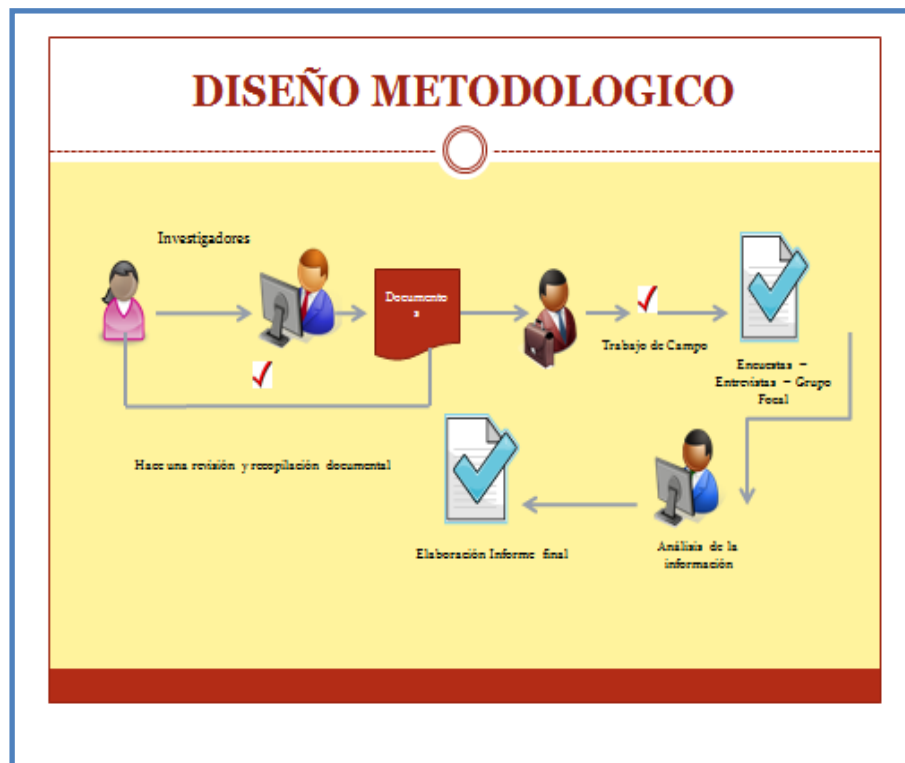 DISEÑO METODOLOGICO
Investigadores
Documento
s
Trabajo de Campo
Encuestas –
Entrevistas – Grupo
Focal
Hace una revisión y recopilación documental
Elaboración Informe final
Análisis de la
información